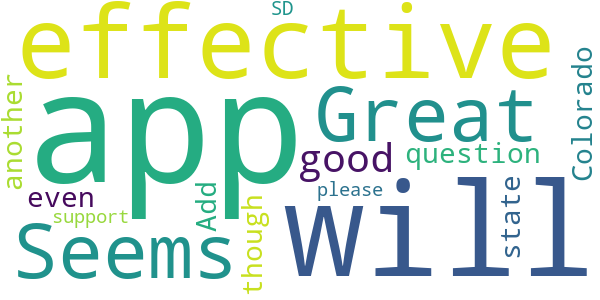 SD
effective
another
app
Great
Colorado
good
question
even
Add
please
Will
state
support
though
Seems